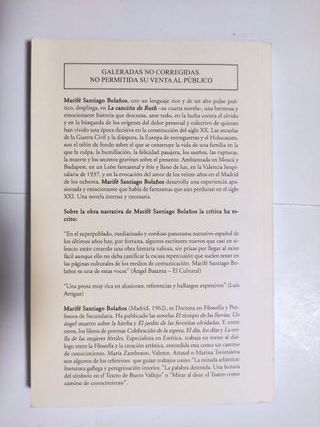 GALERADAS NO CORREGIDAS.
NO PERMITIDA SU VENTA AL PÚBLICO
Marifé Santiago Bolaños, con un lenguaje rico y de un alto pulso poé-
tico, despliega, en La canción de Ruth –su cuarta novela–, una hermosa y
emocionante historia que descansa, ante todo, en la lucha contra el olvido
y en la búsqueda de los orígenes del dolor personal y colectivo de quienes
han vivido una época decisiva en la construcción del siglo XX. Las secuelas
de la Guerra Civil y la diáspora, la Europa de entreguerras y el Holocausto,
son el telón de fondo sobre el que se construye la vida de una familia en la
que la culpa, la humillación, la felicidad pasajera, los sueños, las rupturas,
la muerte y los secretos gravitan sobre el presente. Ambientada en Moscú y
Budapest, en un León fantasmal y frío y lleno de luz, en la Valencia hospi-
talaria de 1937, y en la evocación del amor de los veinte años en el Madrid
de los ochenta, Marifé Santiago Bolaños desarrolla una experiencia apa-
sionada y emocionante que habla de fantasmas que aún perduran en el siglo
XXI. Una novela intensa y necesaria.
Sobre la obra narrativa de Marifé Santiago Bolaños la crítica ha es-
crito:
"En el superpoblado, mediatizado y confuso panorama narrativo español
de los últimos años hay, por fortuna, algunos escritores nuevos que casi en si-
lencio están creando una obra literaria valiosa, sin prisas por llegar al éxito
fácil aunque ello no deba justificar la escasa repercusión que suelen tener en
las páginas culturales de los medios de comunicación. Marifé Santiago Bo-
laños es una de estas voces" (Ángel Basanta – El Cultural)
"Una prosa muy rica en alusiones, referencias y hallazgos expresivos" (Luis
Artigue)
Marifé Santiago Bolaños (Madrid, 1962), es Doctora en Filosofía y Pro-
fesora de Secundaria. Ha publicado las novelas El tiempo de las lluvias, Un
ángel muerto sobre la hierba y El jardín de las favoritas olvidadas. Y, entre
otros, los libros de poemas Celebración de la espera, El día, los días y La or-
illa de las mujeres fértiles. Especialista en Estética, trabaja en torno al diá-
logo entre la Filosofía y la creación artística, entendida esta como un camino
de conocimiento. María Zambrano, Valente, Artaud o Marina Tsvietáieva
son algunos de los referentes que guían trabajos como "La mirada atlántica:
literatura gallega y peregrinación interior, "La palabra detenida. Una lectura
del símbolo en el Teatro de Buero Vallejo" o "Mirar al dios: el Teatro como
camino de conocimiento".